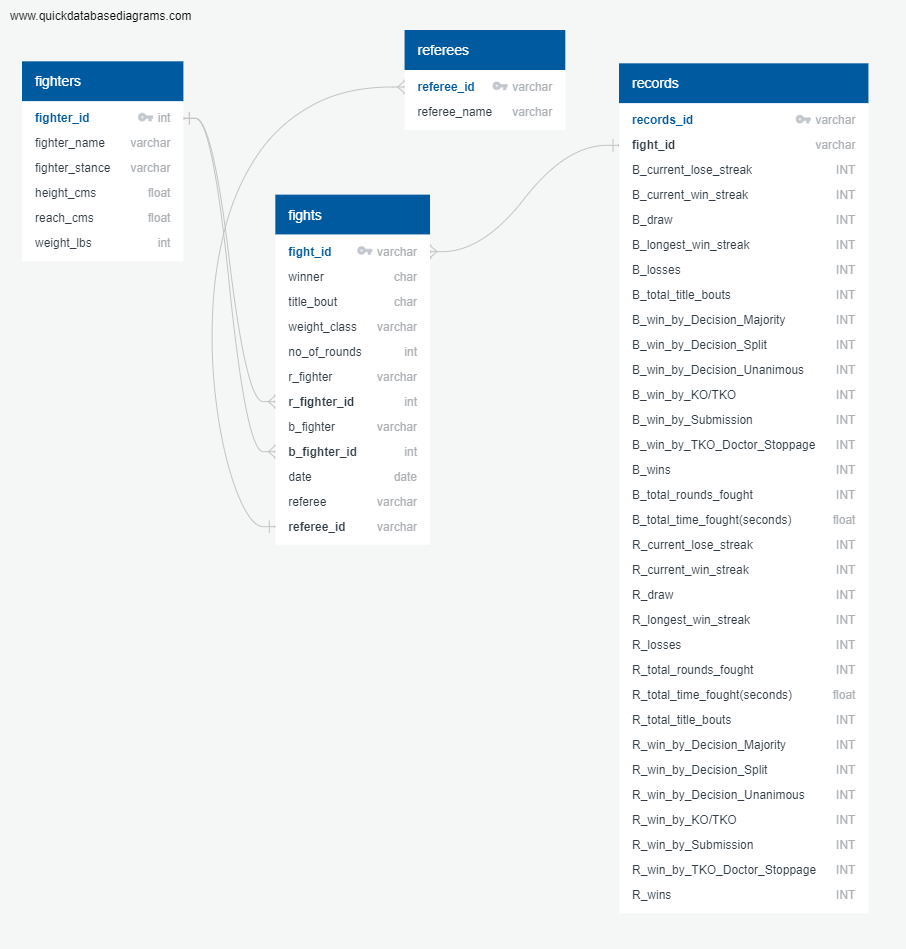 www.quickdatabasediagrams.com
fighters
fighter_id int
fighter_name varchar
fighter_stance varchar
height_cms float
reach_cms float
weight_lbs int
referees
referee_id varchar
referee_name varchar
fights
fight_id varchar
winner char
title_bout char
weight_class varchar
no_of_rounds int
r_fighter varchar
r_fighter_id int
b_fighter varchar
b_fighter_id int
date date
referee varchar
referee_id varchar
records
records_id varchar
fight_id varchar
B_current_lose_streak INT
B_current_win_streak INT
B_draw INT
B_longest_win_streak INT
B_losses INT
B_total_title_bouts INT
B_win_by_Decision_Majority INT
B_win_by_Decision_Split INT
B_win_by_Decision_Unanimous INT
B_win_by_KO/TKO INT
B_win_by_Submission INT
B_win_by_TKO_Doctor_Stoppage INT
B_wins INT
B_total_rounds_fought INT
B_total_time_fought(seconds) float
R_current_lose_streak INT
R_current_win_streak INT
R_draw INT
R_longest_win_streak INT
R_losses INT
R_total_rounds_fought INT
R_total_time_fought(seconds) float
R_total_title_bouts INT
R_win_by_Decision_Majority INT
R_win_by_Decision_Split INT
R_win_by_Decision_Unanimous INT
R_win_by_KO/TKO INT
R_win_by_Submission INT
R_win_by_TKO_Doctor_Stoppage INT
R_wins INT